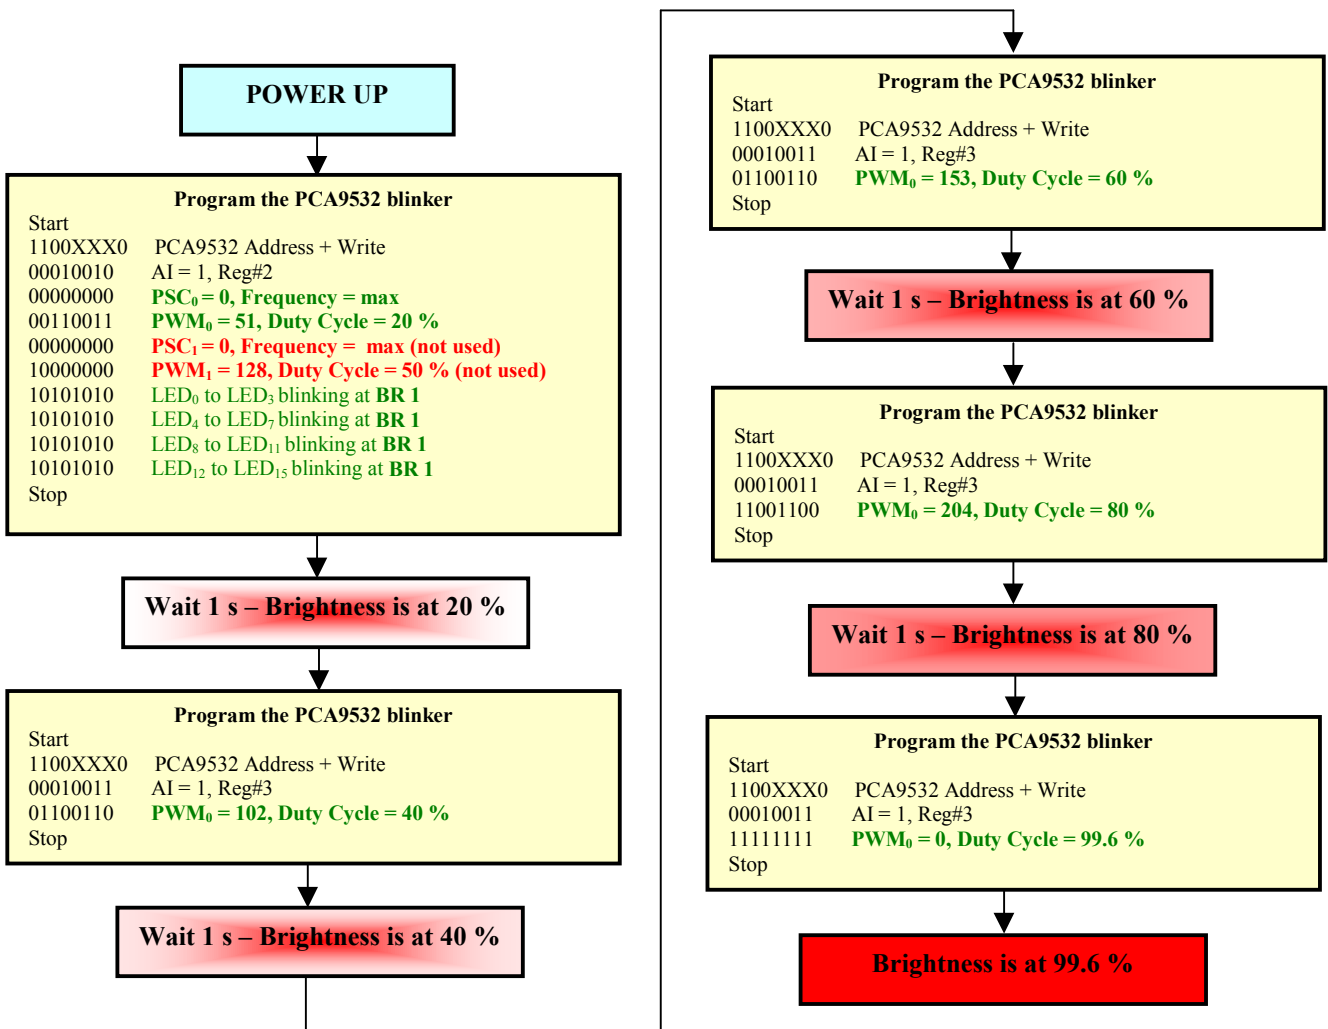 POWER UP
Program the PCA9532 blinker
Start
1100XXX0 PCA9532 Address + Write
00010010 AI = 1, Reg#2
00000000 PSC₀ = 0, Frequency = max
00110011 PWM₀ = 51, Duty Cycle = 20 %
00000000 PSC₁ = 0, Frequency = max (not used)
10000000 PWM₁ = 128, Duty Cycle = 50 % (not used)
10101010 LED₀ to LED₃ blinking at BR 1
10101010 LED₄ to LED₇ blinking at BR 1
10101010 LED₈ to LED₁₁ blinking at BR 1
10101010 LED₁₂ to LED₁₅ blinking at BR 1
Stop
Wait 1 s – Brightness is at 20 %
Program the PCA9532 blinker
Start
1100XXX0 PCA9532 Address + Write
00010011 AI = 1, Reg#3
01100110 PWM₀ = 102, Duty Cycle = 40 %
Stop
Wait 1 s – Brightness is at 40 %
Program the PCA9532 blinker
Start
1100XXX0 PCA9532 Address + Write
00010011 AI = 1, Reg#3
01100110 PWM₀ = 153, Duty Cycle = 60 %
Stop
Wait 1 s – Brightness is at 60 %
Program the PCA9532 blinker
Start
1100XXX0 PCA9532 Address + Write
00010011 AI = 1, Reg#3
11001100 PWM₀ = 204, Duty Cycle = 80 %
Stop
Wait 1 s – Brightness is at 80 %
Program the PCA9532 blinker
Start
1100XXX0 PCA9532 Address + Write
00010011 AI = 1, Reg#3
11111111 PWM₀ = 0, Duty Cycle = 99.6 %
Stop
Brightness is at 99.6 %